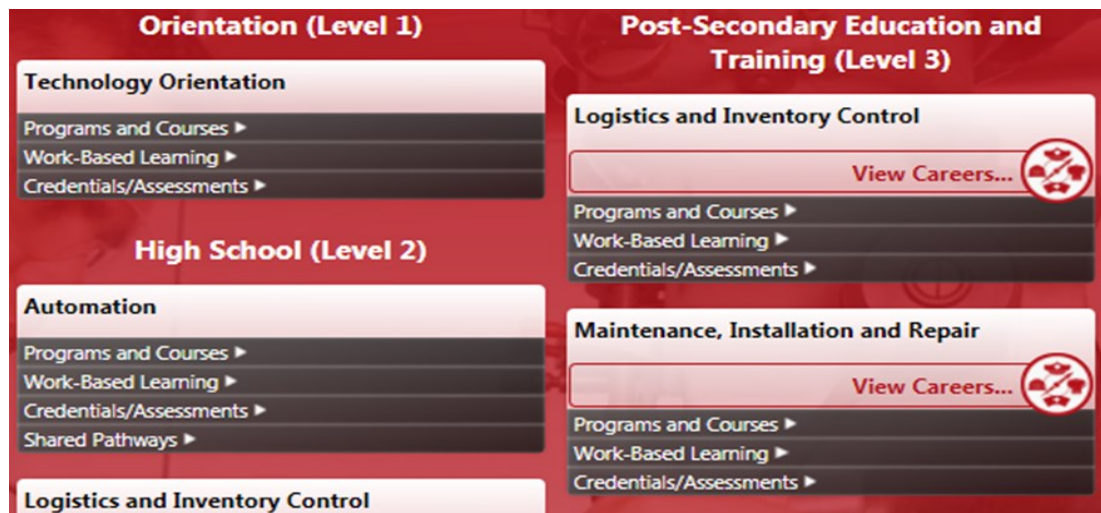 Orientation (Level 1)
Technology Orientation
Programs and Courses ▶
Work-Based Learning ▶
Credentials/Assessments ▶
High School (Level 2)
Automation
Programs and Courses ▶
Work-Based Learning ▶
Credentials/Assessments ▶
Shared Pathways ▶
Logistics and Inventory Control
Post-Secondary Education and
Training (Level 3)
Logistics and Inventory Control
View Careers...
Programs and Courses ▶
Work-Based Learning ▶
Credentials/Assessments ▶
Maintenance, Installation and Repair
View Careers...
Programs and Courses ▶
Work-Based Learning ▶
Credentials/Assessments ▶